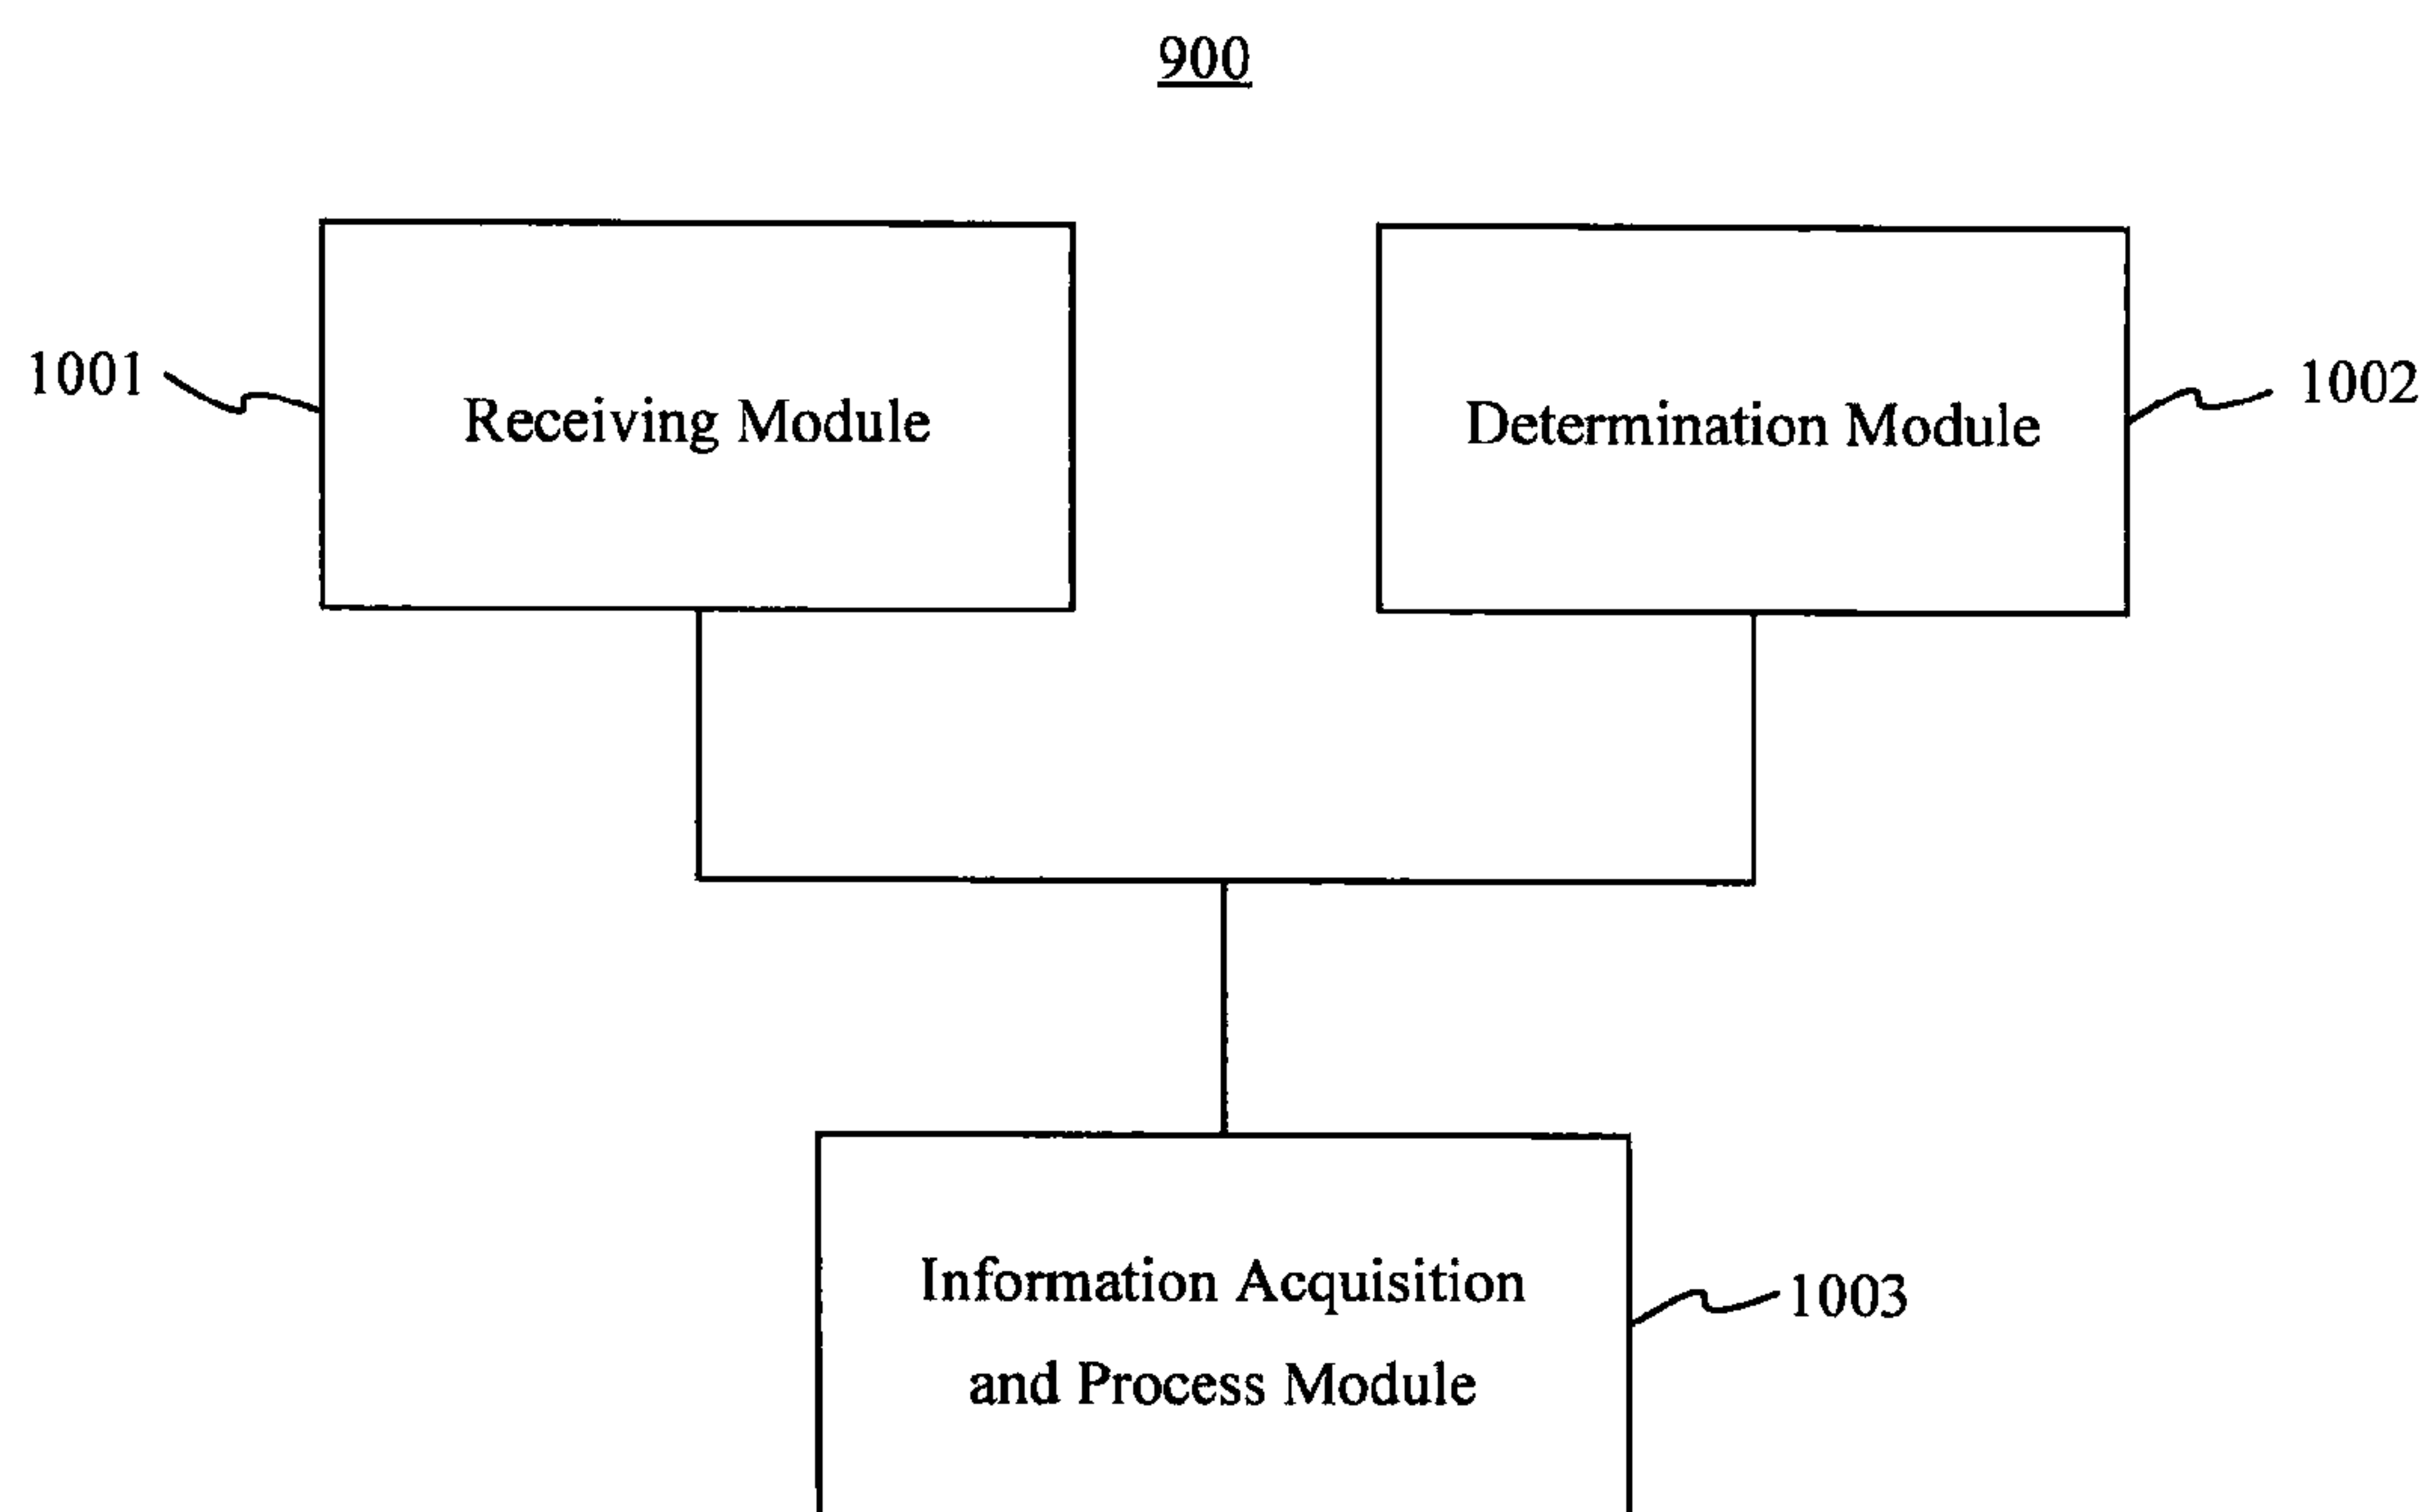 900
1001
Receiving Module
Determination Module
1002
Information Acquisition
and Process Module
1003